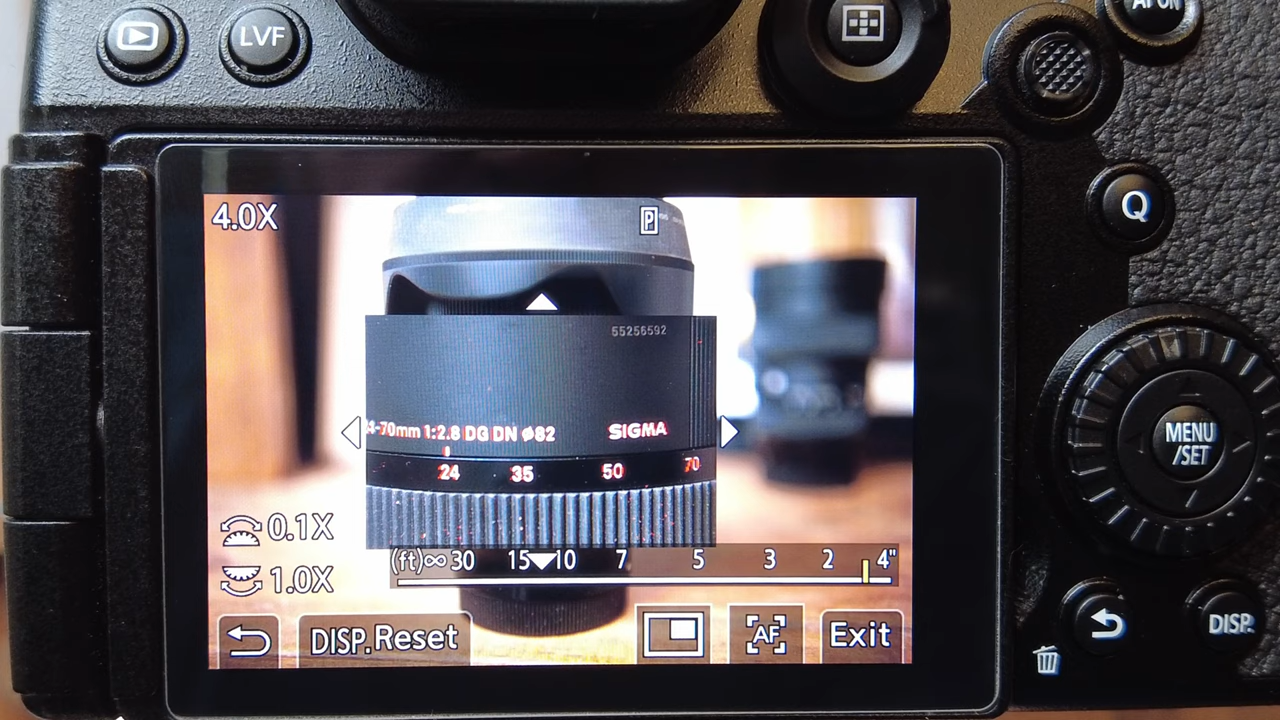 LVF
AF ON
Q
MENU
/SET
DISP.
4.0X
P
55256592
24-70mm 1:2.8 DG DN ø82
SIGMA
24 35 50 70
0.1X
1.0X
(ft)∞ 30 15 10 7 5 3 2 4"
DISP.Reset
AF
Exit